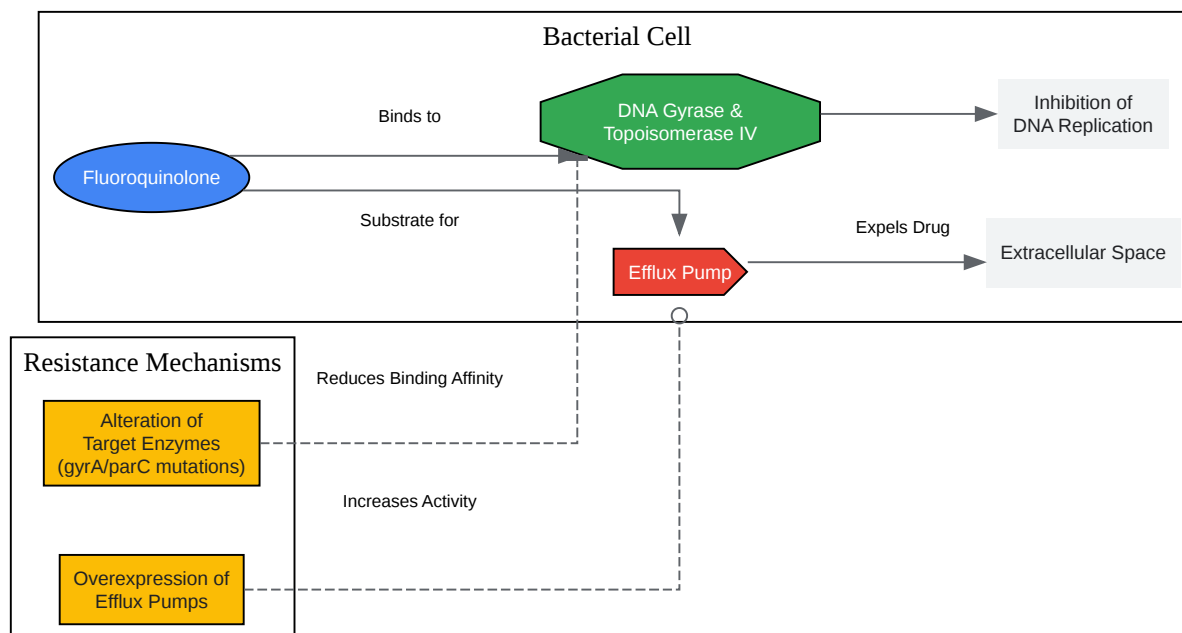 Bacterial Cell
DNA Gyrase &
Topoisomerase IV
Inhibition of
DNA Replication
Binds to
Fluoroquinolone
Substrate for
Expels Drug
Efflux Pump
Extracellular Space
Resistance Mechanisms
Reduces Binding Affinity
Alteration of
Target Enzymes
(gyrA/parC mutations)
Increases Activity
Overexpression of
Efflux Pumps